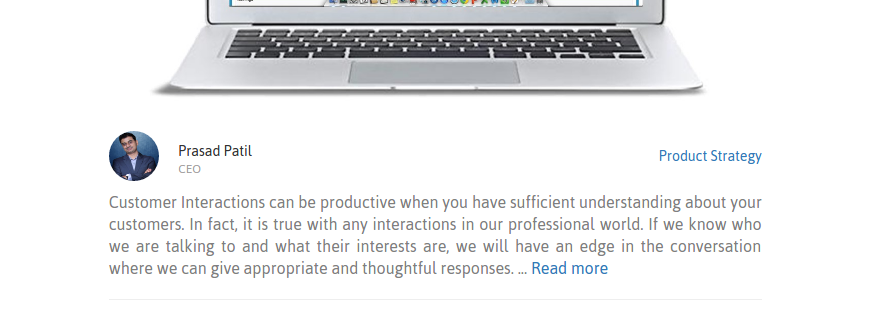 Prasad Patil
CEO
Product Strategy
Customer Interactions can be productive when you have sufficient understanding about your
customers. In fact, it is true with any interactions in our professional world. If we know who
we are talking to and what their interests are, we will have an edge in the conversation
where we can give appropriate and thoughtful responses. ... Read more